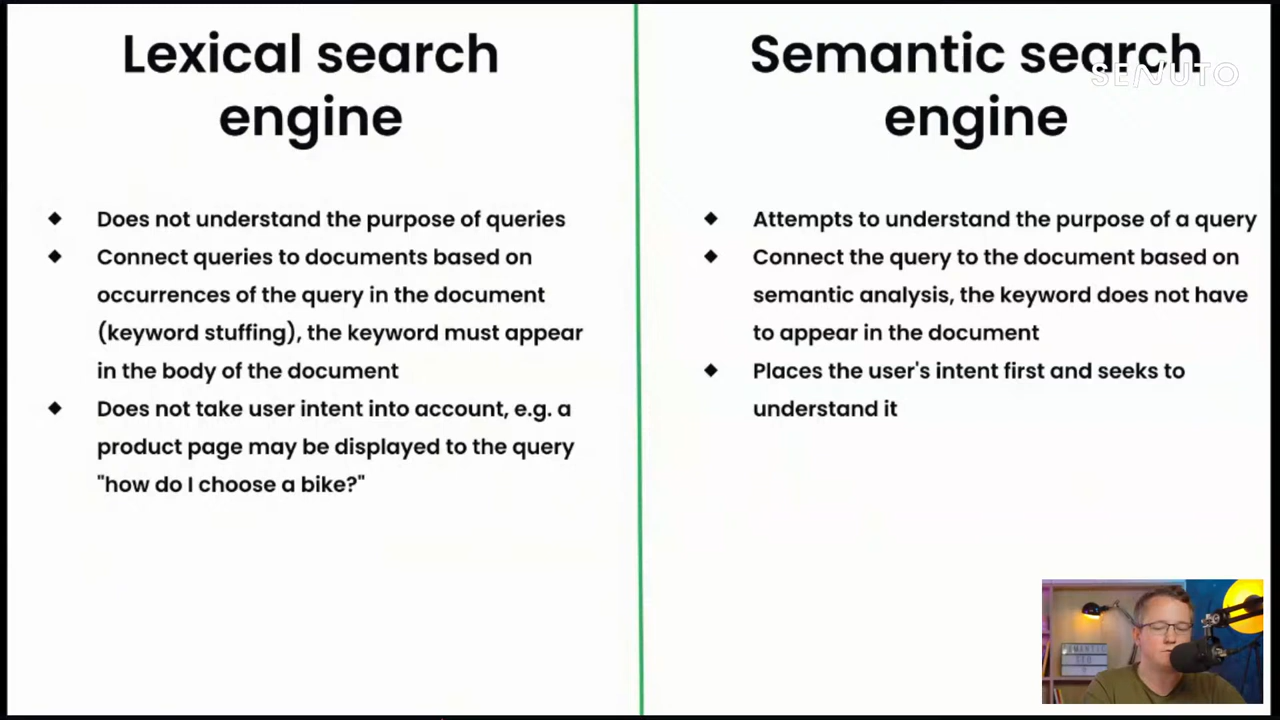 Lexical search
engine
◆ Does not understand the purpose of queries
◆ Connect queries to documents based on
occurrences of the query in the document
(keyword stuffing), the keyword must appear
in the body of the document
◆ Does not take user intent into account, e.g. a
product page may be displayed to the query
"how do I choose a bike?"
Semantic search
engine
SENUTO
◆ Attempts to understand the purpose of a query
◆ Connect the query to the document based on
semantic analysis, the keyword does not have
to appear in the document
◆ Places the user's intent first and seeks to
understand it
SEMANTIC
SEO